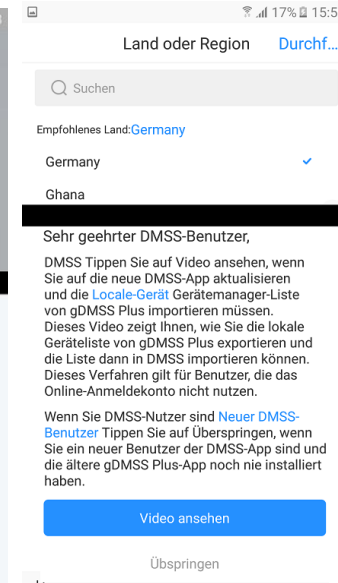 17% 15:5
Land oder Region Durchf...
Suchen
Empfohlenes Land:Germany
Germany
Ghana
Sehr geehrter DMSS-Benutzer,
DMSS Tippen Sie auf Video ansehen, wenn
Sie auf die neue DMSS-App aktualisieren
und die Locale-Gerät Gerätemanager-Liste
von gDMSS Plus importieren müssen.
Dieses Video zeigt Ihnen, wie Sie die lokale
Geräteliste von gDMSS Plus exportieren und
die Liste dann in DMSS importieren können.
Dieses Verfahren gilt für Benutzer, die das
Online-Anmeldekonto nicht nutzen.
Wenn Sie DMSS-Nutzer sind Neuer DMSS-
Benutzer Tippen Sie auf Überspringen, wenn
Sie ein neuer Benutzer der DMSS-App sind und
die ältere gDMSS Plus-App noch nie installiert
haben.
Video ansehen
Übspringen